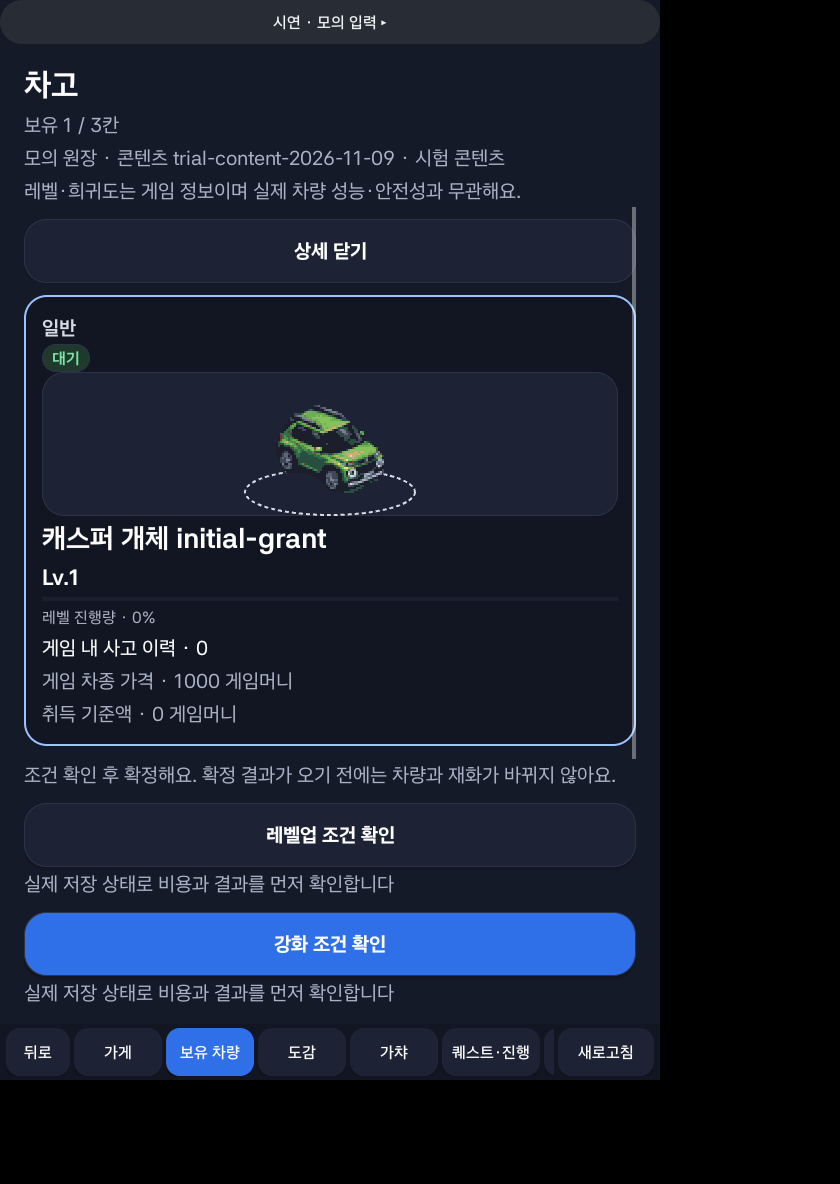 시연 · 모의 입력 ▸
차고
보유 1 / 3칸
모의 원장 · 콘텐츠 trial-content-2026-11-09 · 시험 콘텐츠
레벨·희귀도는 게임 정보이며 실제 차량 성능·안전성과 무관해요.
상세 닫기
일반
대기
캐스퍼 개체 initial-grant
Lv.1
레벨 진행량 · 0%
게임 내 사고 이력 · 0
게임 차종 가격 · 1000 게임머니
취득 기준액 · 0 게임머니
조건 확인 후 확정해요. 확정 결과가 오기 전에는 차량과 재화가 바뀌지 않아요.
레벨업 조건 확인
실제 저장 상태로 비용과 결과를 먼저 확인합니다
강화 조건 확인
실제 저장 상태로 비용과 결과를 먼저 확인합니다
뒤로 가게 보유 차량 도감 가챠 퀘스트·진행 새로고침